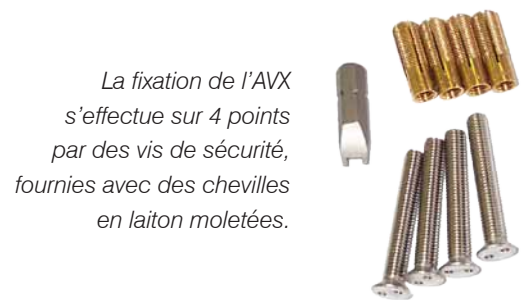 La fixation de l'AVX
s'effectue sur 4 points
par des vis de sécurité,
fournies avec des chevilles
en laiton moletées.